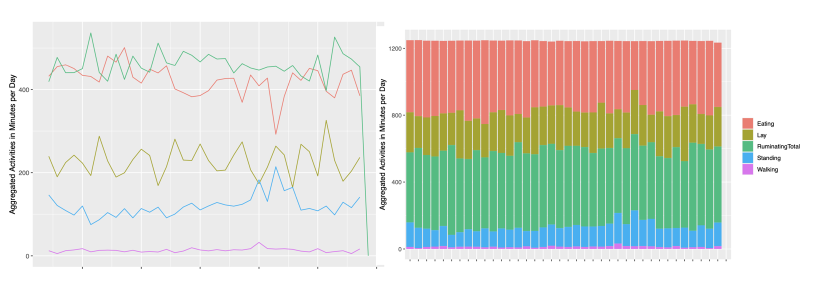 Aggregated Activities in Minutes per Day
400
200
0
Aggregated Activities in Minutes per Day
1200
800
400
0
Eating
Lay
RuminatingTotal
Standing
Walking